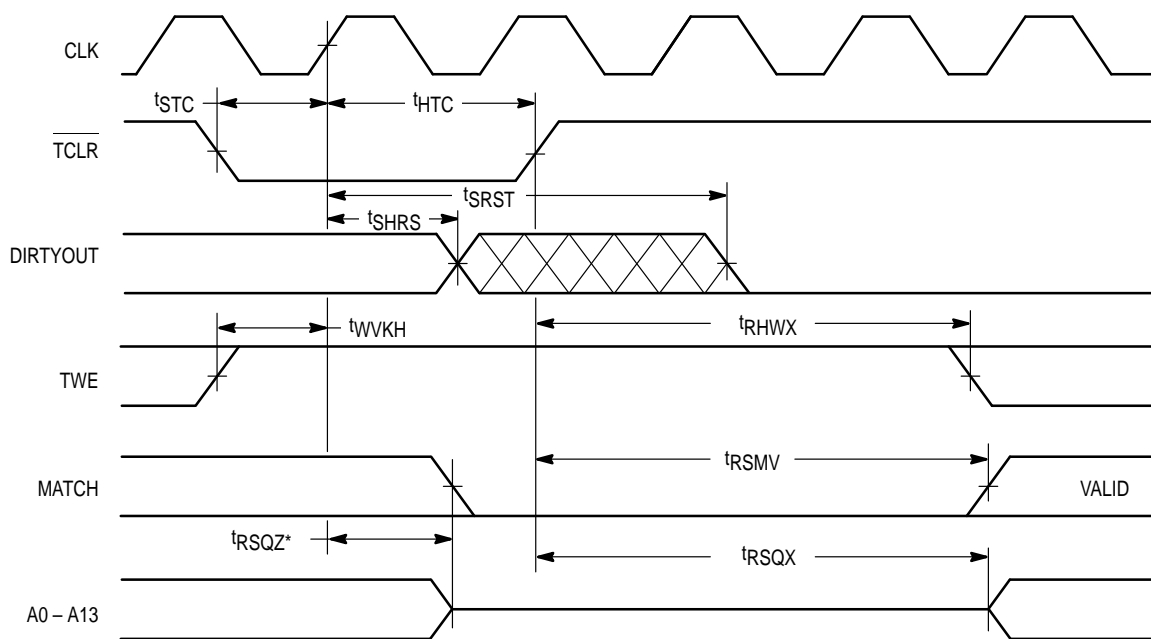 CLK
tSTC
tHTC
TCLR
tSRST
tSHRS
DIRTYOUT
tWVKH
tRHWX
TWE
tRSMV
MATCH
VALID
tRSQZ*
tRSQX
A0 – A13